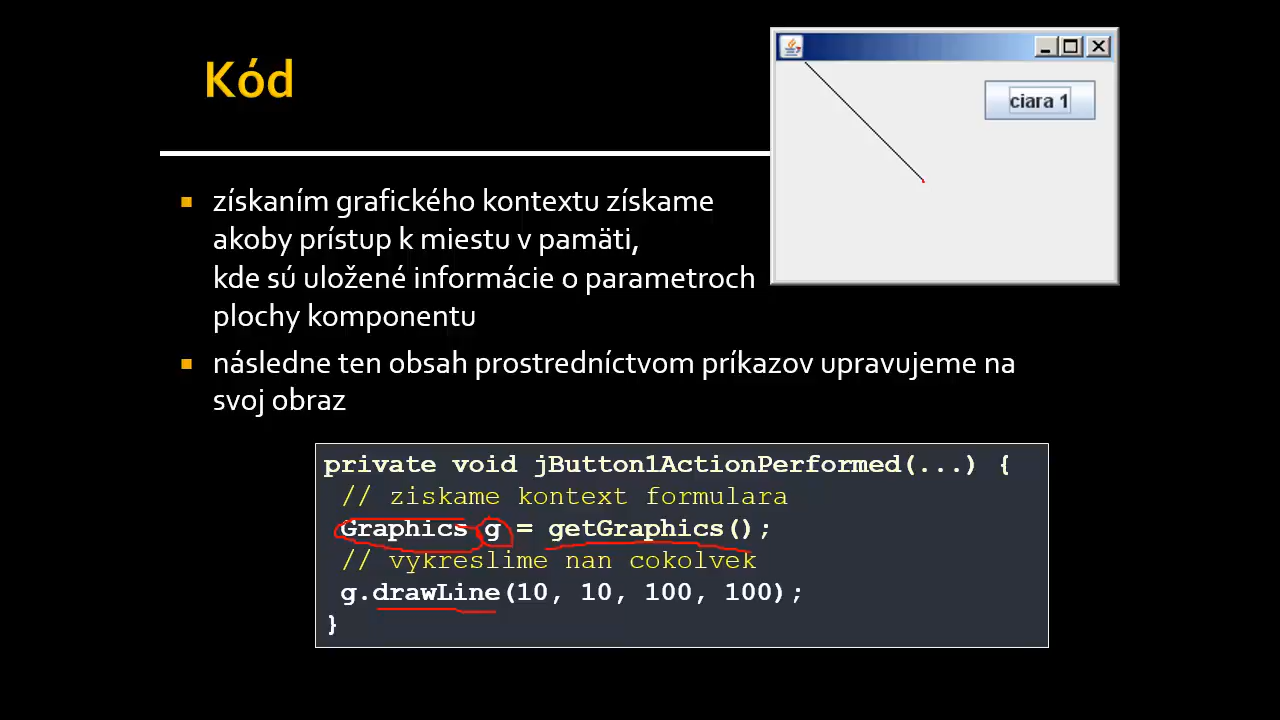 Kód
ciara 1
získaním grafického kontextu získame
akoby prístup k miestu v pamäti,
kde sú uložené informácie o parametroch
plochy komponentu
následne ten obsah prostredníctvom príkazov upravujeme na
svoj obraz
private void jButton1ActionPerformed(...) {
// ziskame kontext formulara
Graphics g = getGraphics();
// vykreslime nan cokolvek
g.drawLine(10, 10, 100, 100);
}